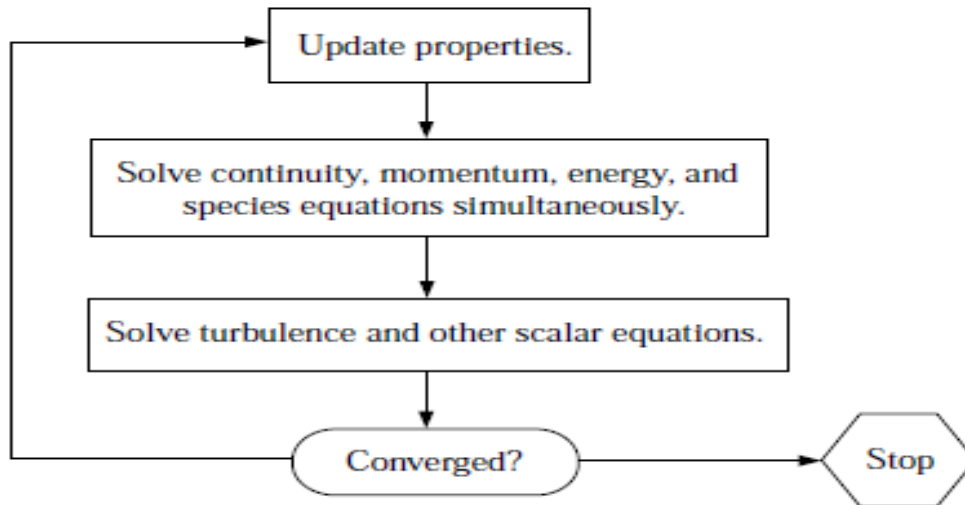 Update properties.
Solve continuity, momentum, energy, and
species equations simultaneously.
Solve turbulence and other scalar equations.
Converged?
Stop